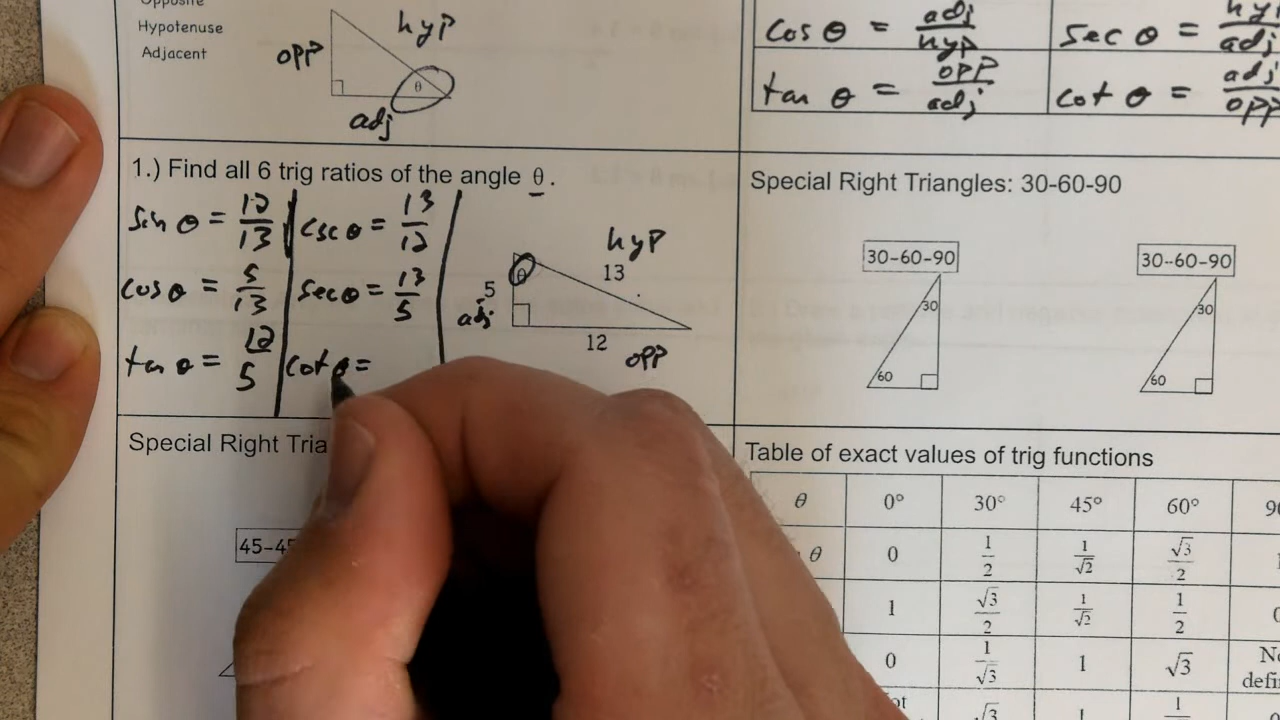 Opposite
Hypotenuse
Adjacent
opp
hyp
θ
adj
cos θ = adj/hyp
sec θ = hyp/adj
tan θ = opp/adj
cot θ = adj/opp
1.) Find all 6 trig ratios of the angle θ.
sin θ = 12/13
csc θ = 13/12
cos θ = 5/13
sec θ = 13/5
tan θ = 12/5
cot θ =
hyp
13
θ
5
adj
12
opp
Special Right Triangles: 30-60-90
30-60-90
30
60
30-60-90
30
60
Special Right Tria
45-45
Table of exact values of trig functions
θ 0° 30° 45° 60°
θ 0 1/2 1/√2 √3/2
1 √3/2 1/√2 1/2
0 1/√3 1 √3